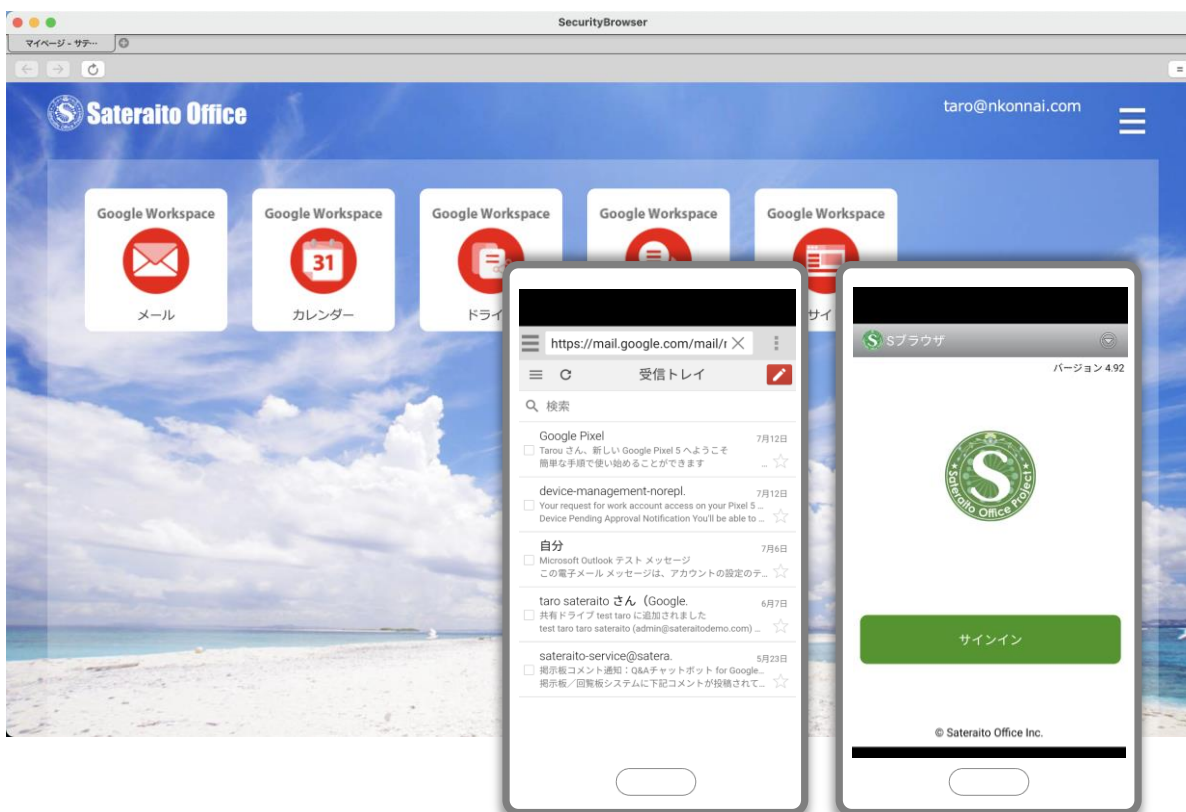 SecurityBrowser
マイページ - サテ…
Sateraito Office
taro@nkonnai.com
Google Workspace
メール
Google Workspace
31
カレンダー
Google Workspace
ドライ
Google Workspace
Google Workspace
サイ
https://mail.google.com/mail/
受信トレイ
検索
Google Pixel
7月12日
Tarou さん、新しい Google Pixel 5 へようこそ
簡単な手順で使い始めることができます ...
device-management-norepl.
7月12日
Your request for work account access on your Pixel 5 ...
Device Pending Approval Notification You'll be able to ...
自分
7月6日
Microsoft Outlook テスト メッセージ
この電子メール メッセージは、アカウントの設定のテ...
taro sateraito さん（Google.
6月7日
共有ドライブ test taro に追加されました
test taro taro sateraito (admin@sateraitodemo.com) ...
sateraito-service@satera.
5月23日
掲示板コメント通知：Q&Aチャットボット for Google...
掲示板／回覧板システムに下記コメントが投稿されて...
Sブラウザ
バージョン 4.92
S
Sateraito Office Project
サインイン
© Sateraito Office Inc.